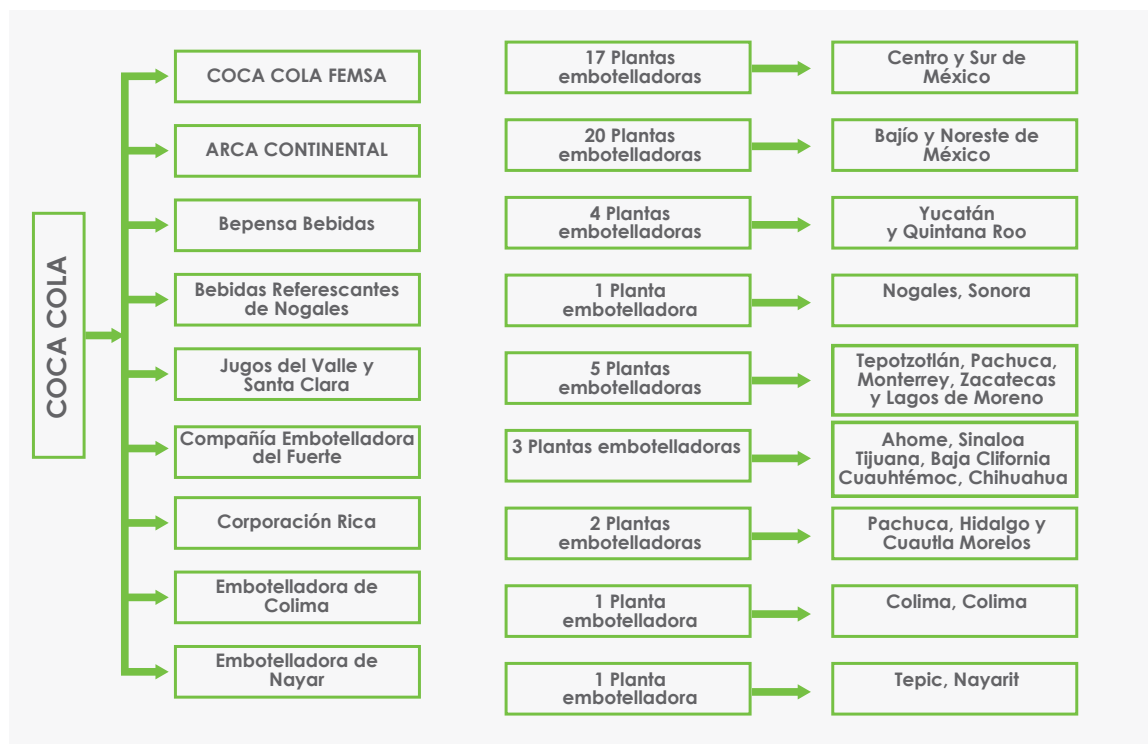 COCA COLA
COCA COLA FEMSA
17 Plantas
embotelladoras
Centro y Sur de
México
ARCA CONTINENTAL
20 Plantas
embotelladoras
Bajío y Noreste de
México
Bepensa Bebidas
4 Plantas
embotelladoras
Yucatán
y Quintana Roo
Bebidas Referescantes
de Nogales
1 Planta
embotelladora
Nogales, Sonora
Jugos del Valle y
Santa Clara
5 Plantas
embotelladoras
Tepotzotlán, Pachuca,
Monterrey, Zacatecas
y Lagos de Moreno
Compañía Embotelladora
del Fuerte
3 Plantas embotelladoras
Ahome, Sinaloa
Tijuana, Baja Clifornia
Cuauhtémoc, Chihuahua
Corporación Rica
2 Plantas
embotelladoras
Pachuca, Hidalgo y
Cuautla Morelos
Embotelladora de
Colima
1 Planta
embotelladora
Colima, Colima
Embotelladora de
Nayar
1 Planta
embotelladora
Tepic, Nayarit